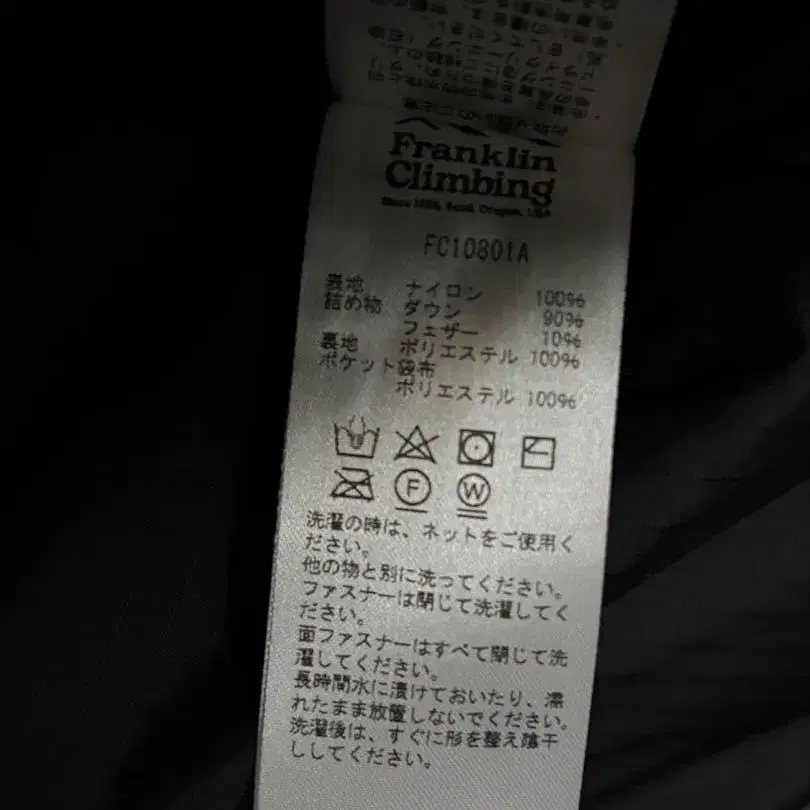 Franklin
Climbing
Since 1986, Bend, Oregon, USA
FC10801A
表地 ナイロン 100%
詰め物 ダウン 90%
フェザー 10%
裏地 ポリエステル 100%
ポケット袋布
ポリエステル 100%
F
W
洗濯の時は、ネットをご使用く
ださい。
他の物と別に洗ってください。
ファスナーは閉じて洗濯してく
ださい。
面ファスナーはすべて閉じて洗
濯してください。
長時間水に漬けておいたり、濡
れたまま放置しないでください。
洗濯後は、すぐに形を整え陰干
ししてください。